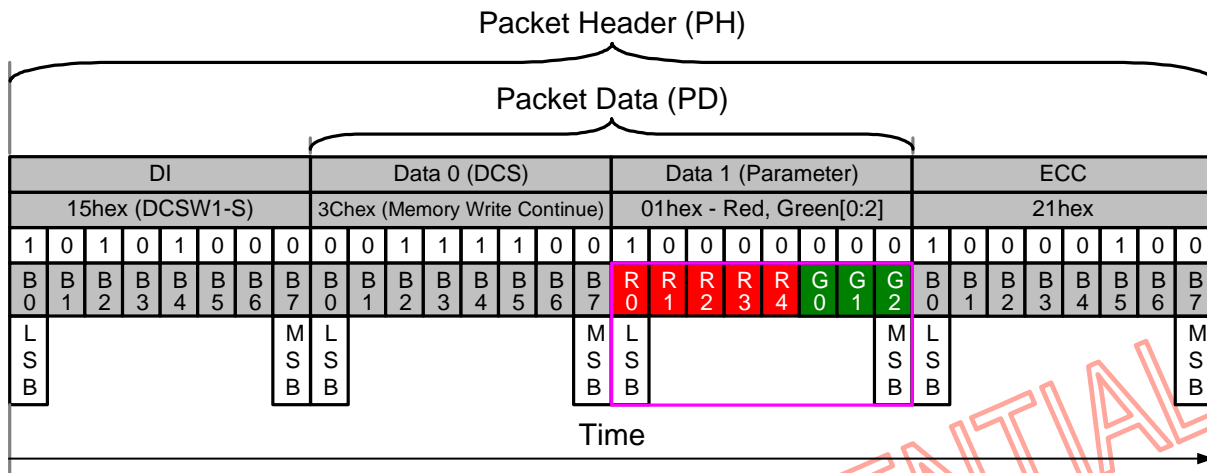 Packet Header (PH)
Packet Data (PD)
DI Data 0 (DCS) Data 1 (Parameter) ECC
15hex (DCSW1-S) 3Chex (Memory Write Continue) 01hex - Red, Green[0:2] 21hex
1 0 1 0 1 0 0 0 0 0 1 1 1 1 0 0 1 0 0 0 0 0 0 0 1 0 0 0 0 1 0 0
B0 B1 B2 B3 B4 B5 B6 B7 B0 B1 B2 B3 B4 B5 B6 B7 R0 R1 R2 R3 R4 G0 G1 G2 B0 B1 B2 B3 B4 B5 B6 B7
LSB MSB LSB MSB LSB MSB LSB MSB
Time